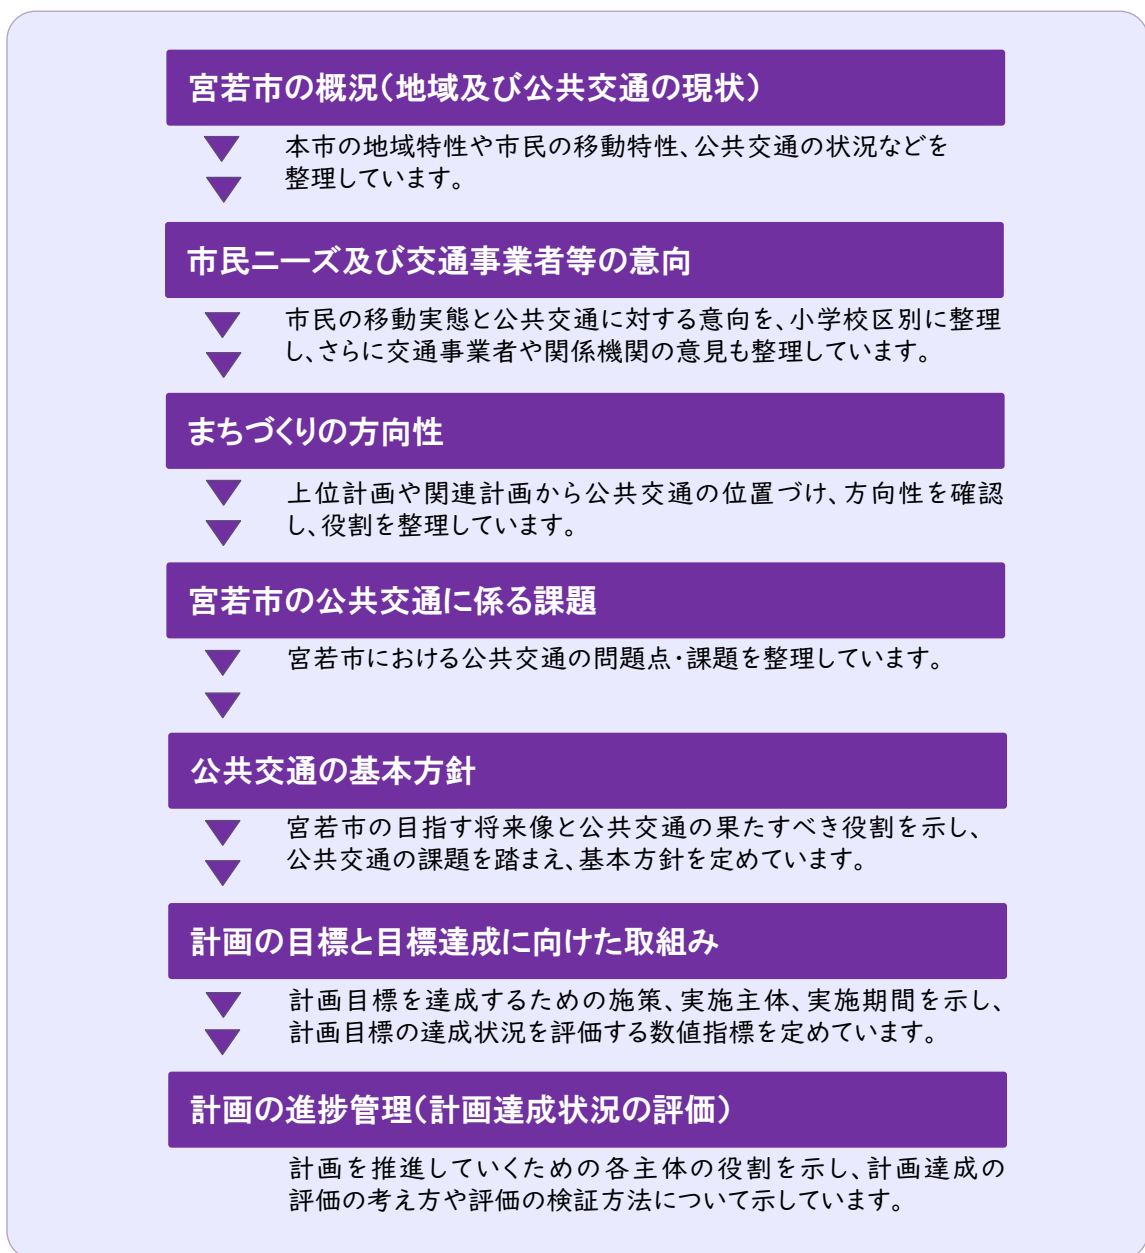 宮若市の概況（地域及び公共交通の現状）
本市の地域特性や市民の移動特性、公共交通の状況などを
整理しています。
市民ニーズ及び交通事業者等の意向
市民の移動実態と公共交通に対する意向を、小学校区別に整理
し、さらに交通事業者や関係機関の意見も整理しています。
まちづくりの方向性
上位計画や関連計画から公共交通の位置づけ、方向性を確認
し、役割を整理しています。
宮若市の公共交通に係る課題
宮若市における公共交通の問題点・課題を整理しています。
公共交通の基本方針
宮若市の目指す将来像と公共交通の果たすべき役割を示し、
公共交通の課題を踏まえ、基本方針を定めています。
計画の目標と目標達成に向けた取組み
計画目標を達成するための施策、実施主体、実施期間を示し、
計画目標の達成状況を評価する数値指標を定めています。
計画の進捗管理（計画達成状況の評価）
計画を推進していくための各主体の役割を示し、計画達成の
評価の考え方や評価の検証方法について示しています。